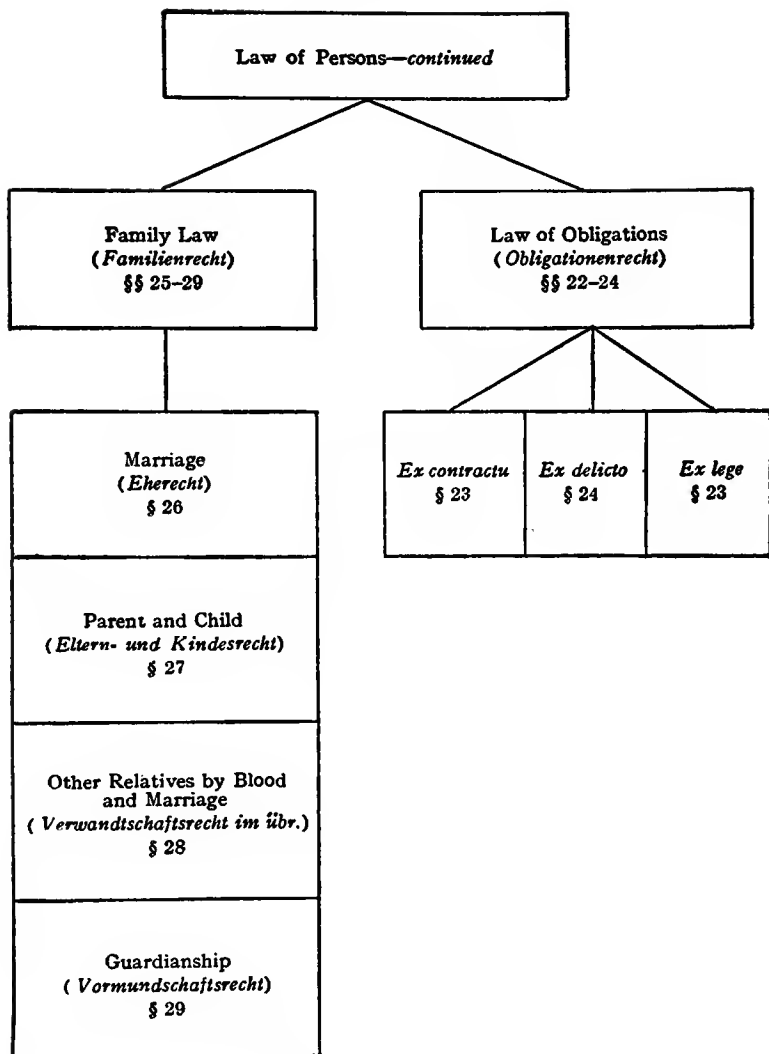 Law of Persons—continued
Family Law
(Familienrecht)
§§ 25–29
Law of Obligations
(Obligationenrecht)
§§ 22–24
Marriage
(Eherecht)
§ 26
Ex contractu
§ 23
Ex delicto
§ 24
Ex lege
§ 23
Parent and Child
(Eltern- und Kindesrecht)
§ 27
Other Relatives by Blood
and Marriage
( Verwandtschaftsrecht im übr.)
§ 28
Guardianship
( Vormundschaftsrecht)
§ 29